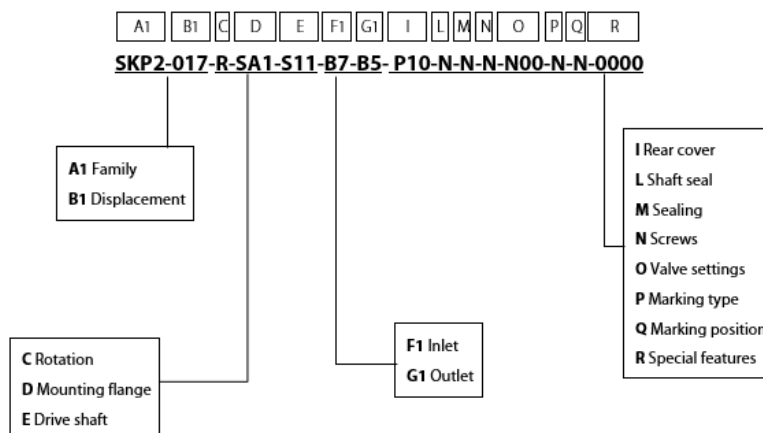 A1 B1 C D E F1 G1 I L M N O P Q R
SKP2-017-R-SA1-S11-B7-B5- P10-N-N-N-N00-N-N-0000
A1 Family
B1 Displacement
I Rear cover
L Shaft seal
M Sealing
N Screws
O Valve settings
P Marking type
Q Marking position
R Special features
F1 Inlet
G1 Outlet
C Rotation
D Mounting flange
E Drive shaft